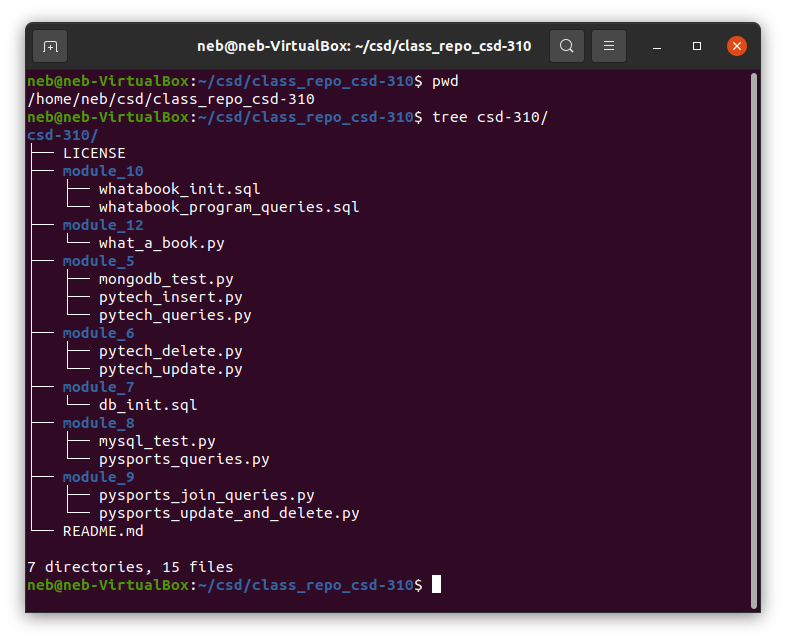 neb@neb-VirtualBox: ~/csd/class_repo_csd-310
neb@neb-VirtualBox:~/csd/class_repo_csd-310$ pwd
/home/neb/csd/class_repo_csd-310
neb@neb-VirtualBox:~/csd/class_repo_csd-310$ tree csd-310/
csd-310/
├── LICENSE
├── module_10
│   ├── whatabook_init.sql
│   └── whatabook_program_queries.sql
├── module_12
│   └── what_a_book.py
├── module_5
│   ├── mongodb_test.py
│   ├── pytech_insert.py
│   └── pytech_queries.py
├── module_6
│   ├── pytech_delete.py
│   └── pytech_update.py
├── module_7
│   └── db_init.sql
├── module_8
│   ├── mysql_test.py
│   └── pysports_queries.py
├── module_9
│   ├── pysports_join_queries.py
│   └── pysports_update_and_delete.py
└── README.md
7 directories, 15 files
neb@neb-VirtualBox:~/csd/class_repo_csd-310$